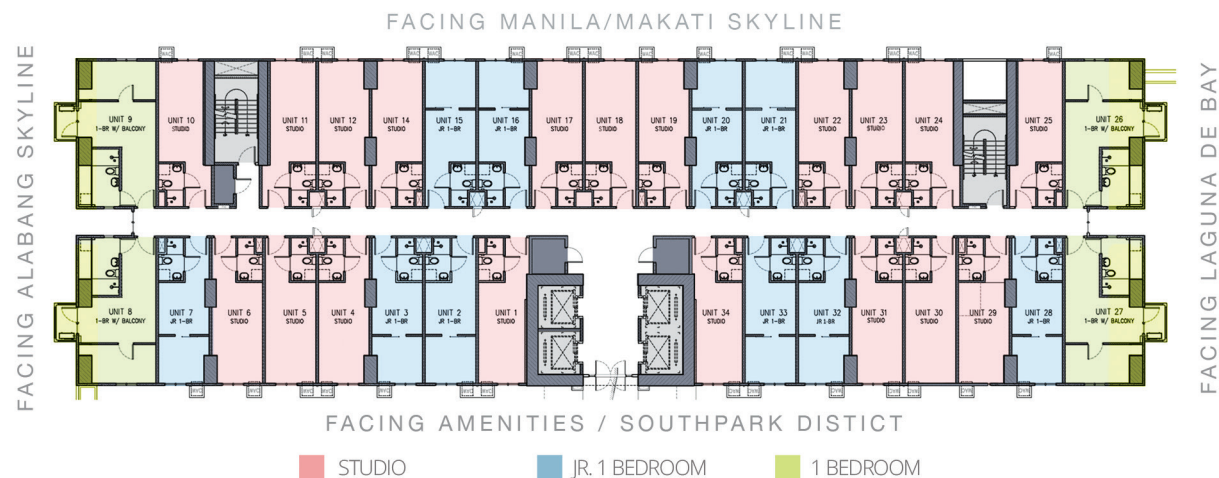 FACING MANILA/MAKATI SKYLINE
FACING ALABANG SKYLINE
FACING LAGUNA DE BAY
UNIT 9
1-BR W/ BALCONY
UNIT 10
STUDIO
UNIT 11
STUDIO
UNIT 12
STUDIO
UNIT 14
STUDIO
UNIT 15
JR 1-BR
UNIT 16
JR 1-BR
UNIT 17
STUDIO
UNIT 18
STUDIO
UNIT 19
STUDIO
UNIT 20
JR 1-BR
UNIT 21
JR 1-BR
UNIT 22
STUDIO
UNIT 23
STUDIO
UNIT 24
STUDIO
UNIT 25
STUDIO
UNIT 26
1-BR W/ BALCONY
UNIT 8
1-BR W/ BALCONY
UNIT 7
JR 1-BR
UNIT 6
STUDIO
UNIT 5
STUDIO
UNIT 4
STUDIO
UNIT 3
JR 1-BR
UNIT 2
JR 1-BR
UNIT 1
STUDIO
UNIT 34
STUDIO
UNIT 33
JR 1-BR
UNIT 32
JR 1-BR
UNIT 31
STUDIO
UNIT 30
STUDIO
UNIT 29
STUDIO
UNIT 28
JR 1-BR
UNIT 27
1-BR W/ BALCONY
FACING AMENITIES / SOUTHPARK DISTICT
STUDIO
JR. 1 BEDROOM
1 BEDROOM